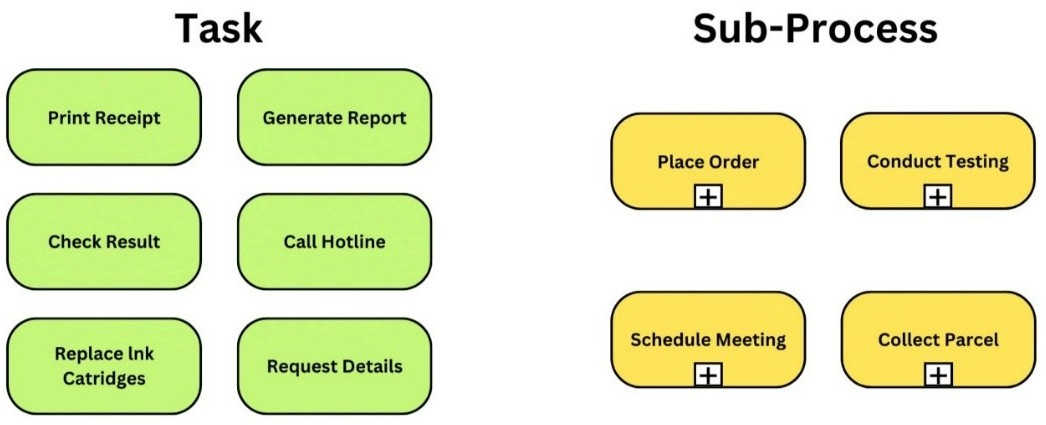 Task
Sub-Process
Print Receipt
Generate Report
Check Result
Call Hotline
Replace Ink
Catridges
Request Details
Place Order
Conduct Testing
Schedule Meeting
Collect Parcel